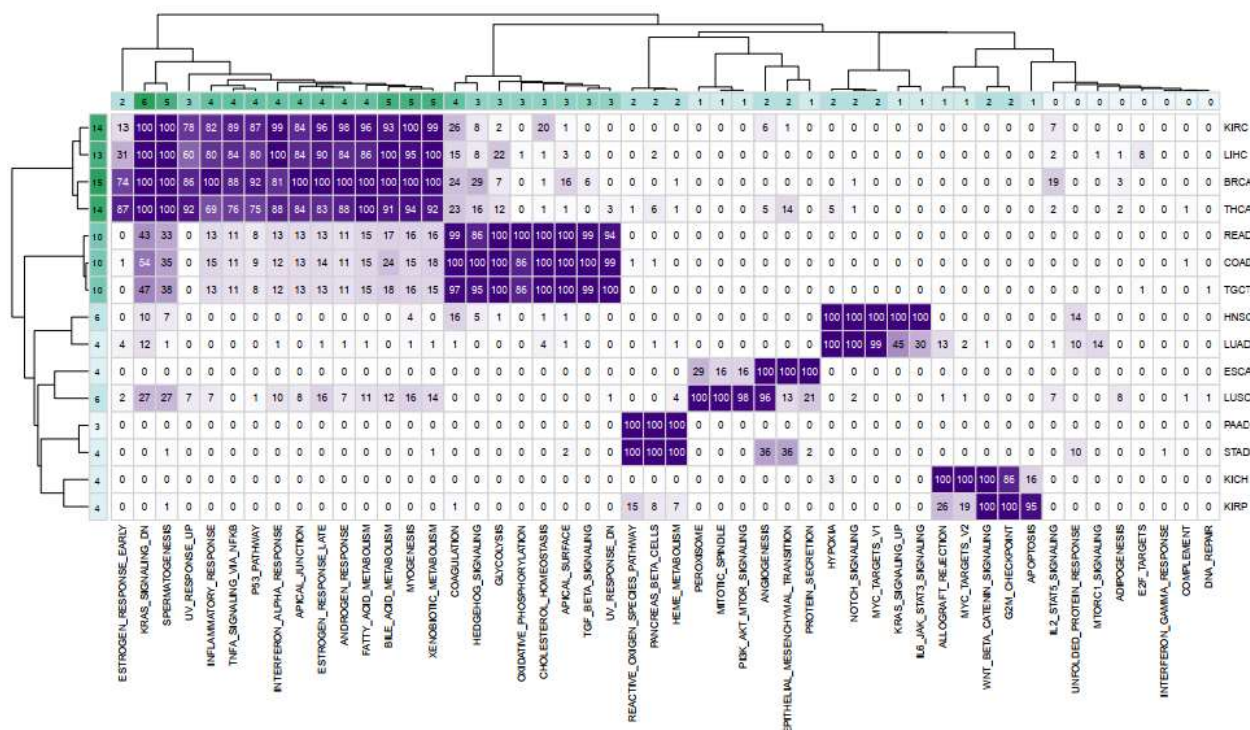 2 6 5 3 4 4 4 4 4 4 4 4 5 5 5 4 3 3 3 3 3 3 3 2 2 2 1 1 1 2 2 1 2 2 2 1 1 1 1 2 2 1 0 0 0 0 0 0 0 0
14 13 100 100 78 82 89 87 99 84 96 98 96 93 100 99 26 8 2 0 20 1 0 0 0 0 0 0 0 0 6 1 0 0 0 0 0 0 0 0 0 0 0 7 0 0 0 0 0 0 0 KIRC
13 31 100 100 60 80 84 80 100 84 90 84 86 100 95 100 15 8 22 1 1 3 0 0 0 2 0 0 0 0 0 0 0 0 0 0 0 0 0 0 0 0 0 2 0 1 1 8 0 0 0 LIHC
15 74 100 100 86 100 88 92 81 100 100 100 100 100 100 100 24 29 7 0 1 16 6 0 0 0 1 0 0 0 0 0 0 0 1 0 0 0 0 0 0 0 0 19 0 0 3 0 0 0 0 BRCA
14 87 100 100 92 69 76 75 88 84 83 88 100 91 94 92 23 16 12 0 1 1 0 3 1 6 1 0 0 0 5 14 0 5 1 0 0 0 0 0 0 0 0 2 0 0 2 0 0 1 0 THCA
10 0 43 33 0 13 11 8 13 13 13 11 15 17 16 16 99 86 100 100 100 100 99 94 0 0 0 0 0 0 0 0 0 0 0 0 0 0 0 0 0 0 0 0 0 0 0 0 0 0 0 READ
10 1 54 35 0 15 11 9 12 13 14 11 15 24 15 18 100 100 100 86 100 100 100 99 1 1 0 0 0 0 0 0 0 0 0 0 0 0 0 0 0 0 0 0 0 0 0 0 0 1 0 COAD
10 0 47 38 0 13 11 8 12 13 13 11 15 18 16 15 97 95 100 86 100 100 99 100 0 0 0 0 0 0 0 0 0 0 0 0 0 0 0 0 0 0 0 0 0 0 0 1 0 0 1 TGCT
6 0 10 7 0 0 0 0 0 0 0 0 0 0 4 0 16 5 1 0 1 1 0 0 0 0 0 0 0 0 0 0 0 100 100 100 100 100 0 0 0 0 0 0 14 0 0 0 0 0 0 HNSC
4 4 12 1 0 1 0 0 1 0 1 1 1 1 1 1 0 0 0 0 4 1 0 0 0 1 1 0 0 0 0 0 0 100 100 99 45 30 13 2 1 0 0 1 10 14 0 0 0 0 0 LUAD
4 0 0 0 0 0 0 0 0 0 0 0 0 0 0 0 0 0 0 0 0 0 0 0 0 0 0 29 16 16 100 100 100 0 0 0 0 0 0 0 0 0 0 0 0 0 0 0 0 0 0 ESCA
6 2 27 27 7 7 0 1 10 8 16 7 11 12 16 14 0 0 0 0 0 0 0 1 0 0 4 100 100 98 96 13 21 0 2 0 0 0 1 1 0 0 0 7 0 0 8 0 0 1 1 LUSC
3 0 0 0 0 0 0 0 0 0 0 0 0 0 0 0 0 0 0 0 0 0 0 0 100 100 100 0 0 0 0 0 0 0 0 0 0 0 0 0 0 0 0 0 0 0 0 0 0 0 0 PAAD
4 0 0 1 0 0 0 0 0 0 0 0 0 0 0 1 0 0 0 0 0 2 0 0 100 100 100 0 0 0 36 36 2 0 0 0 0 0 0 0 0 0 0 0 10 0 0 0 1 0 0 STAD
4 0 0 0 0 0 0 0 0 0 0 0 0 0 0 0 0 0 0 0 0 0 0 0 0 0 0 0 0 0 0 0 0 3 0 0 0 0 100 100 100 86 16 0 0 0 0 0 0 0 0 KICH
4 0 0 1 0 0 0 0 0 0 0 0 0 0 0 0 1 0 0 0 0 0 0 0 15 8 7 0 0 0 0 0 0 0 0 0 0 0 26 19 100 100 95 0 0 0 0 0 0 0 0 KIRP
ESTROGEN_RESPONSE_EARLY
KRAS_SIGNALING_DN
SPERMATOGENESIS
UV_RESPONSE_UP
INFLAMMATORY_RESPONSE
TNFA_SIGNALING_VIA_NFKB
P53_PATHWAY
INTERFERON_ALPHA_RESPONSE
APICAL_JUNCTION
ESTROGEN_RESPONSE_LATE
ANDROGEN_RESPONSE
FATTY_ACID_METABOLISM
BILE_ACID_METABOLISM
MYOGENESIS
XENOBIOTIC_METABOLISM
COAGULATION
HEDGEHOG_SIGNALING
GLYCOLYSIS
OXIDATIVE_PHOSPHORYLATION
CHOLESTEROL_HOMEOSTASIS
APICAL_SURFACE
TGF_BETA_SIGNALING
UV_RESPONSE_DN
REACTIVE_OXIGEN_SPECIES_PATHWAY
PANCREAS_BETA_CELLS
HEME_METABOLISM
PEROXISOME
MITOTIC_SPINDLE
PI3K_AKT_MTOR_SIGNALING
ANGIOGENESIS
EPITHELIAL_MESENCHYMAL_TRANSITION
PROTEIN_SECRETION
HYPOXIA
NOTCH_SIGNALING
MYC_TARGETS_V1
KRAS_SIGNALING_UP
IL6_JAK_STAT3_SIGNALING
ALLOGRAFT_REJECTION
MYC_TARGETS_V2
WNT_BETA_CATENIN_SIGNALING
G2M_CHECKPOINT
APOPTOSIS
IL2_STAT5_SIGNALING
UNFOLDED_PROTEIN_RESPONSE
MTORC1_SIGNALING
ADIPOGENESIS
E2F_TARGETS
INTERFERON_GAMMA_RESPONSE
COMPLEMENT
DNA_REPAIR